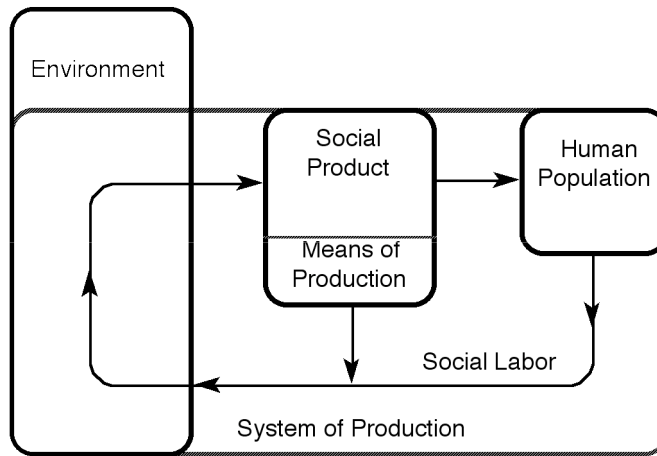 Environment
Social
Product
Human
Population
Means of
Production
Social Labor
System of Production